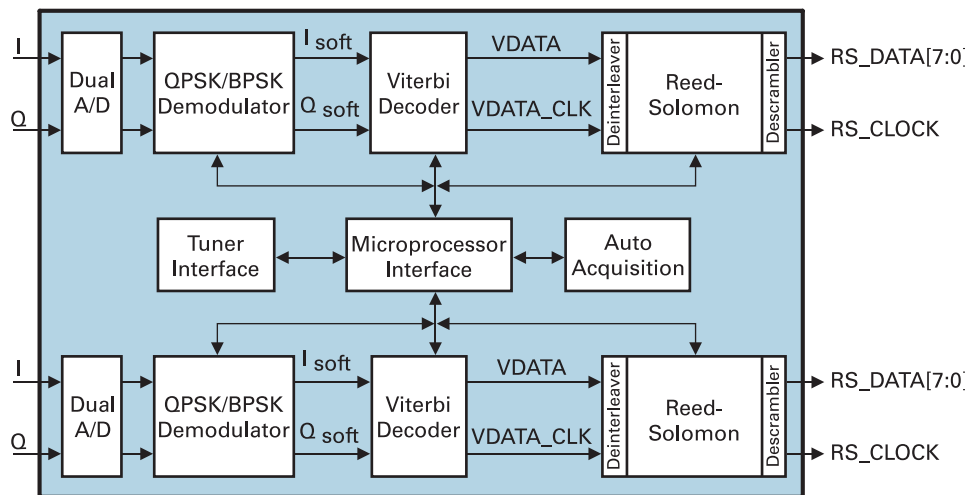 I
Q
Dual
A/D
QPSK/BPSK
Demodulator
I soft
Q soft
Viterbi
Decoder
VDATA
VDATA_CLK
Deinterleaver
Reed-
Solomon
Descrambler
RS_DATA[7:0]
RS_CLOCK
Tuner
Interface
Microprocessor
Interface
Auto
Acquisition
I
Q
Dual
A/D
QPSK/BPSK
Demodulator
I soft
Q soft
Viterbi
Decoder
VDATA
VDATA_CLK
Deinterleaver
Reed-
Solomon
Descrambler
RS_DATA[7:0]
RS_CLOCK